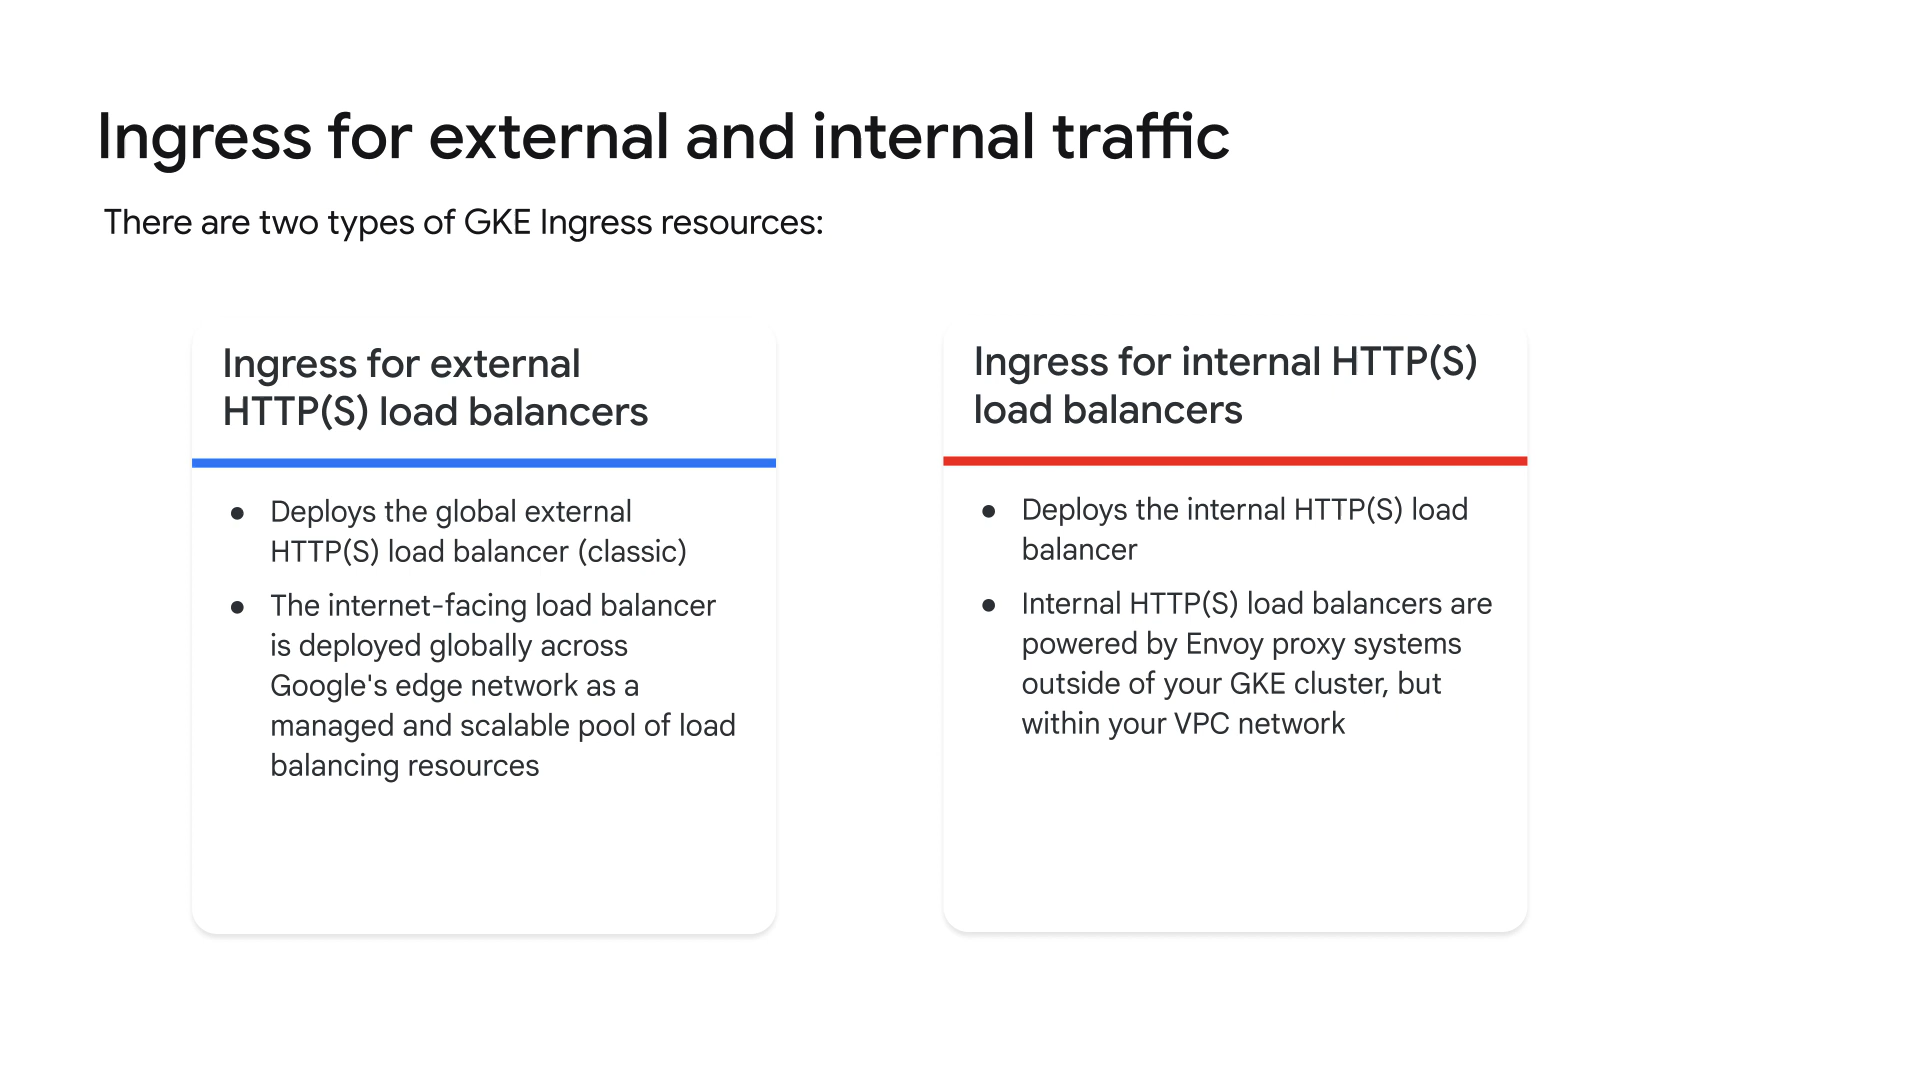 Ingress for external and internal traffic
There are two types of GKE Ingress resources:
Ingress for external
HTTP(S) load balancers
● Deploys the global external
HTTP(S) load balancer (classic)
● The internet-facing load balancer
is deployed globally across
Google's edge network as a
managed and scalable pool of load
balancing resources
Ingress for internal HTTP(S)
load balancers
● Deploys the internal HTTP(S) load
balancer
● Internal HTTP(S) load balancers are
powered by Envoy proxy systems
outside of your GKE cluster, but
within your VPC network